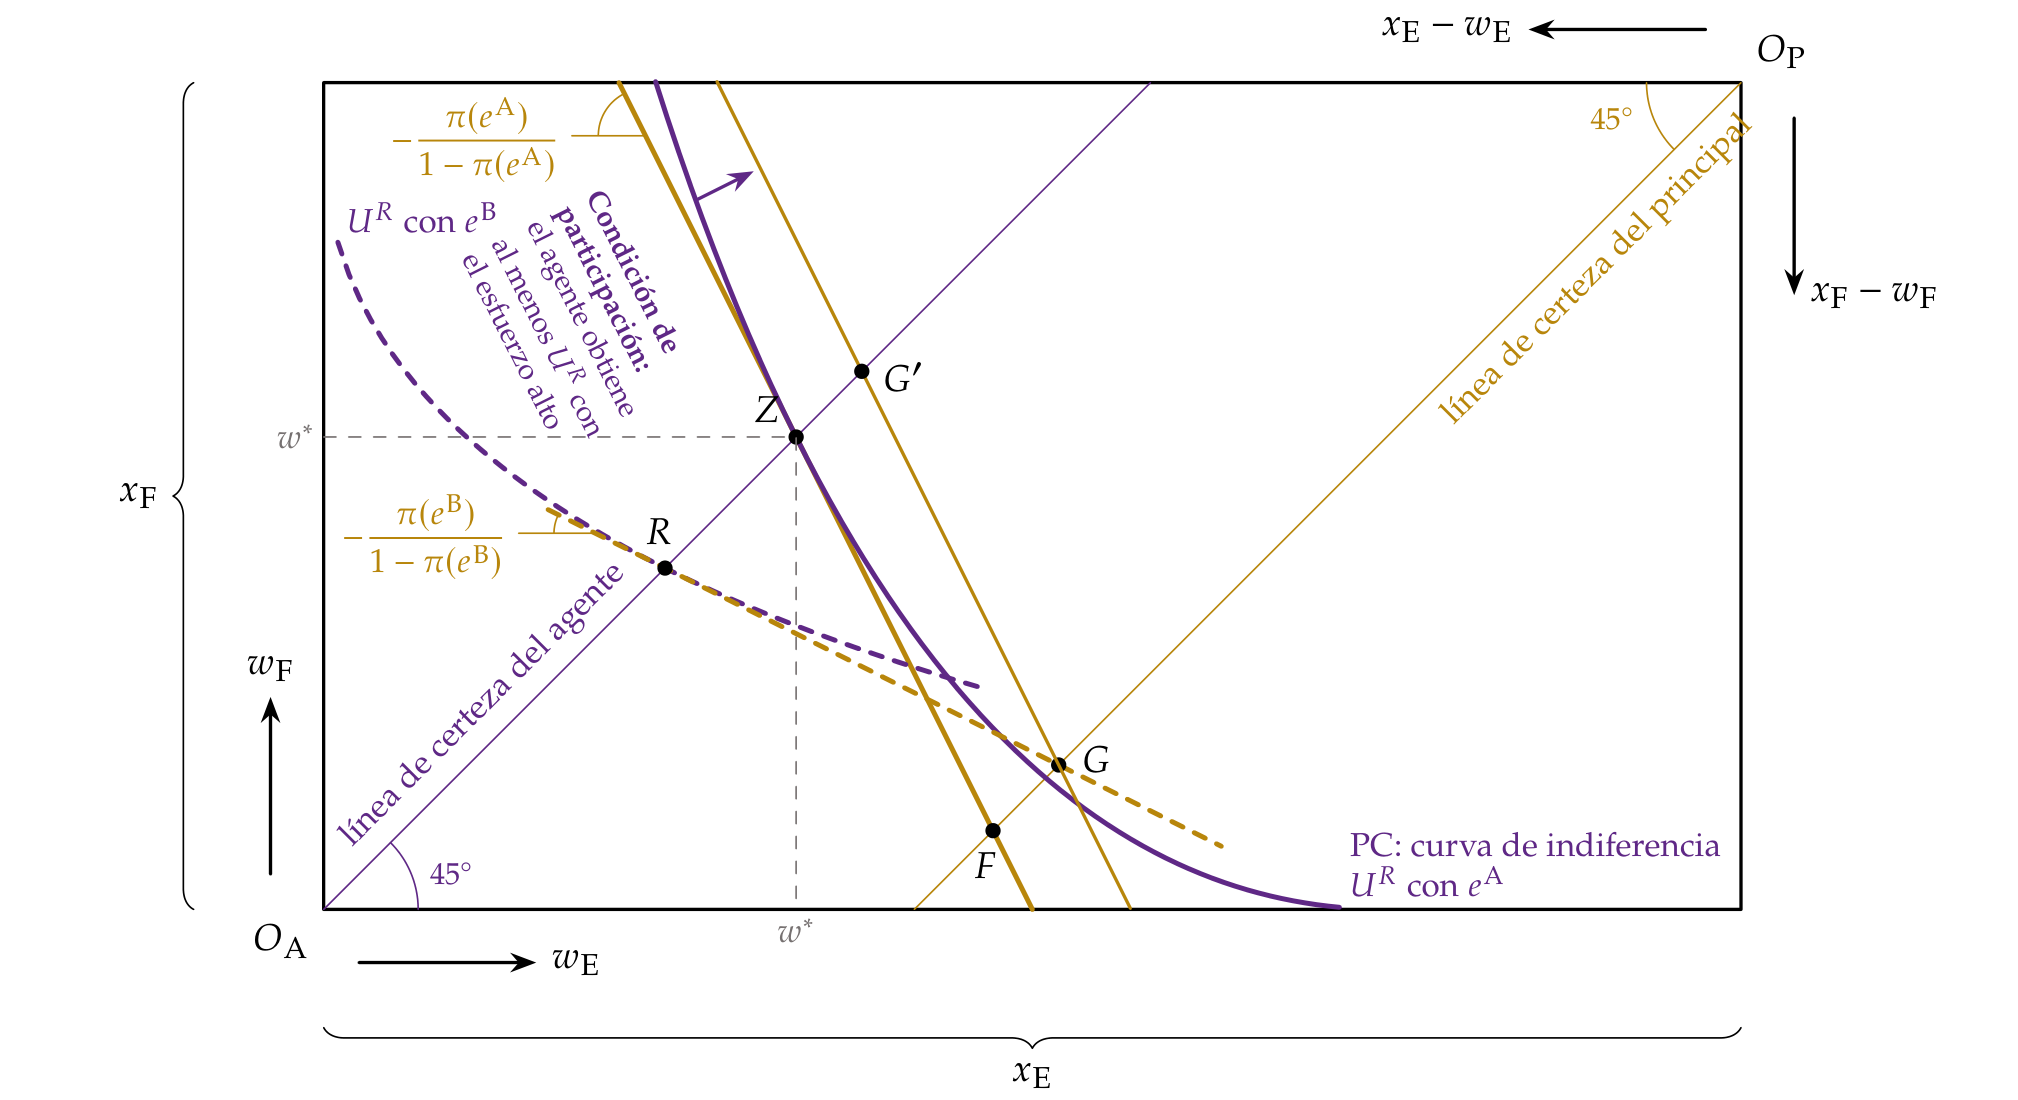 x_E − w_E
O_P
−π(e^A)/(1 − π(e^A))
45°
U^R con e^B
Condición de
participación:
el agente obtiene
al menos U^R con
el esfuerzo alto
línea de certeza del principal
x_F − w_F
G′
Z
w*
x_F
−π(e^B)/(1 − π(e^B))
R
línea de certeza del agente
w_F
G
F
PC: curva de indiferencia
U^R con e^A
45°
O_A
w*
w_E
x_E